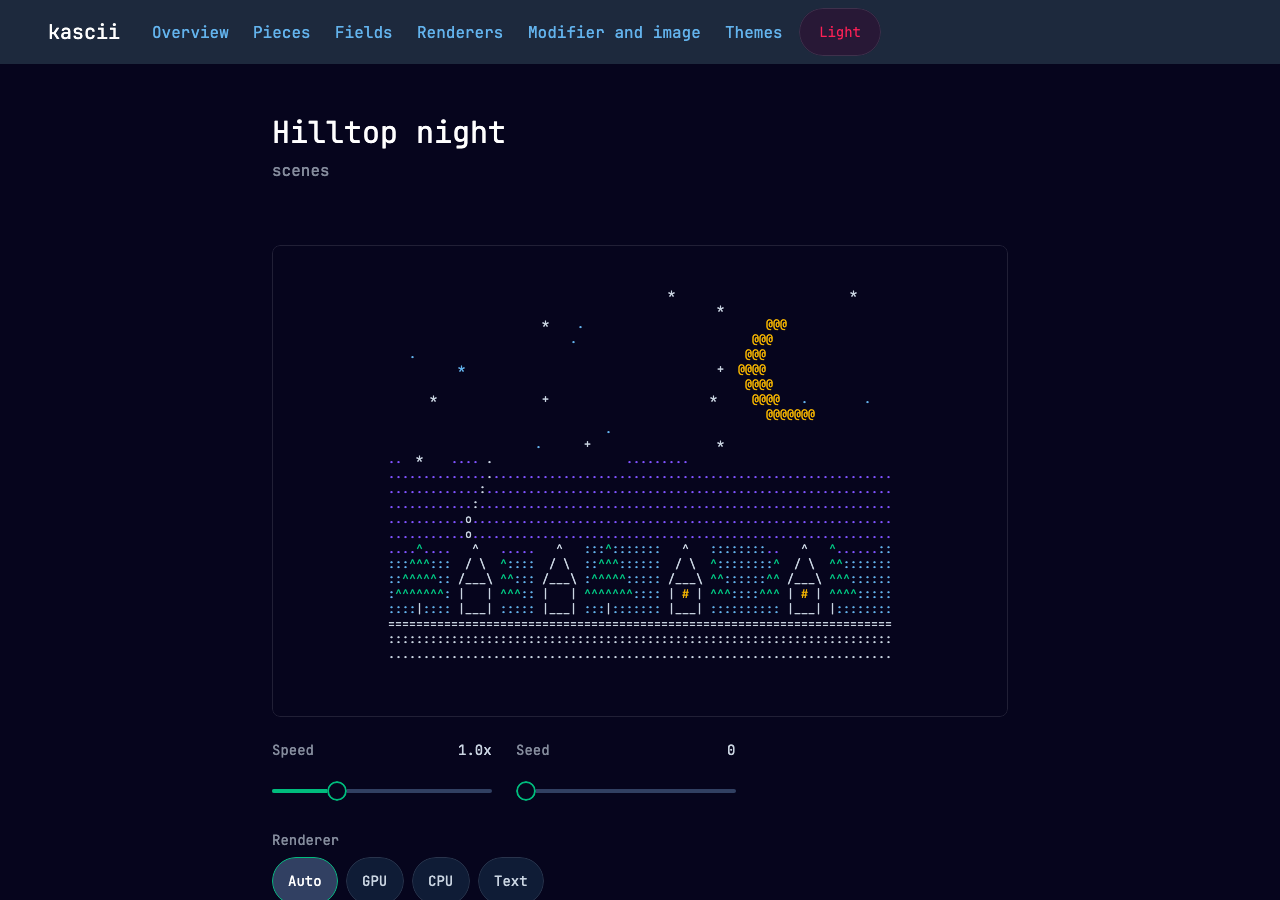 kascii Overview Pieces Fields Renderers Modifier and image Themes Light
Hilltop night
scenes
Speed 1.0x Seed 0
Renderer
Auto GPU CPU Text